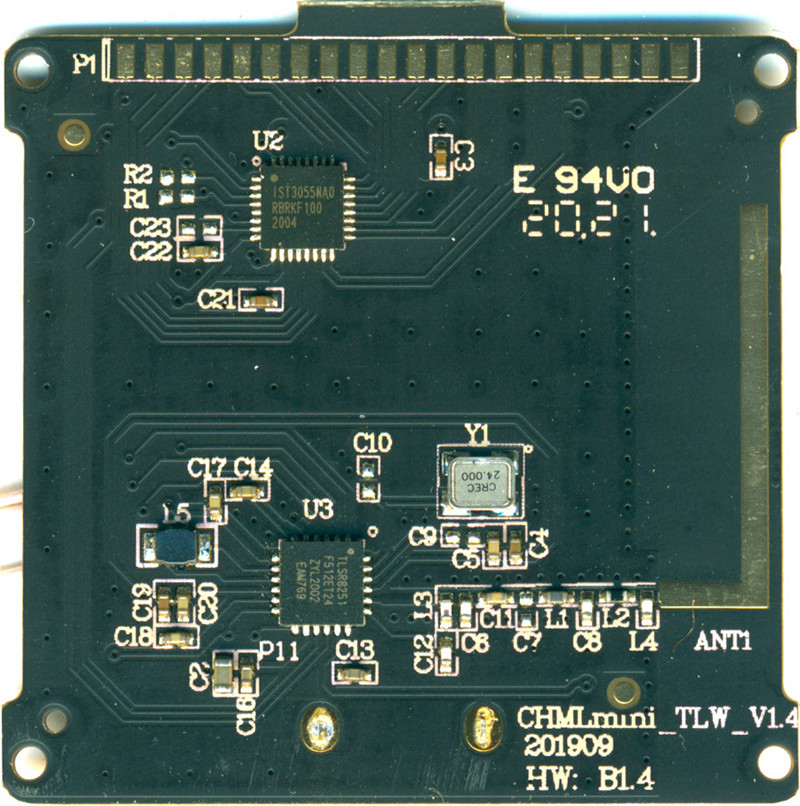 P1
U2
C3
R2
R1
IST3055NA0
RBRKF100
2004
E 94V0
20.21.
C23
C22
C21
C10
Y1
CREC
24.000
C17 C14
L5
U3
C9
C5
C4
TLSR8251
F512ET24
ZYL2002
EAM769
C19
C20
C18
L3
C6
C11
C7
L1
C8
L2
L4
ANT1
C12
P11
C13
C16
CHMLmini_TLW_V1.4
201909
HW: B1.4